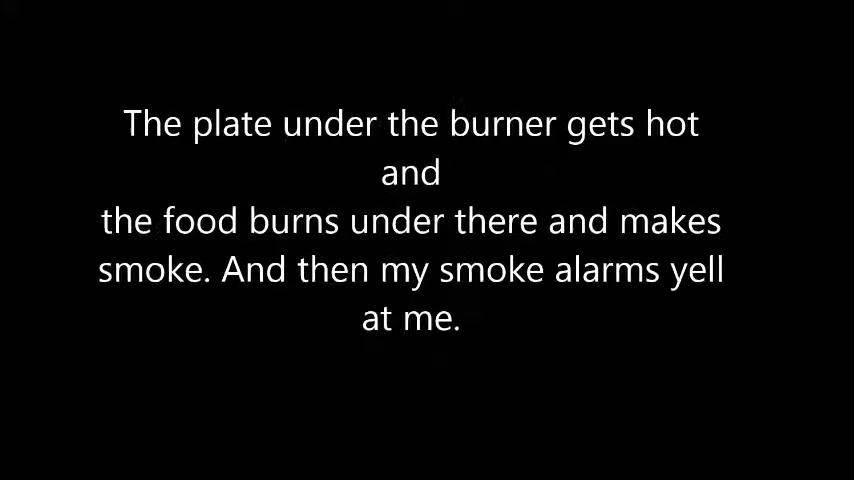 The plate under the burner gets hot
and
the food burns under there and makes
smoke. And then my smoke alarms yell
at me.